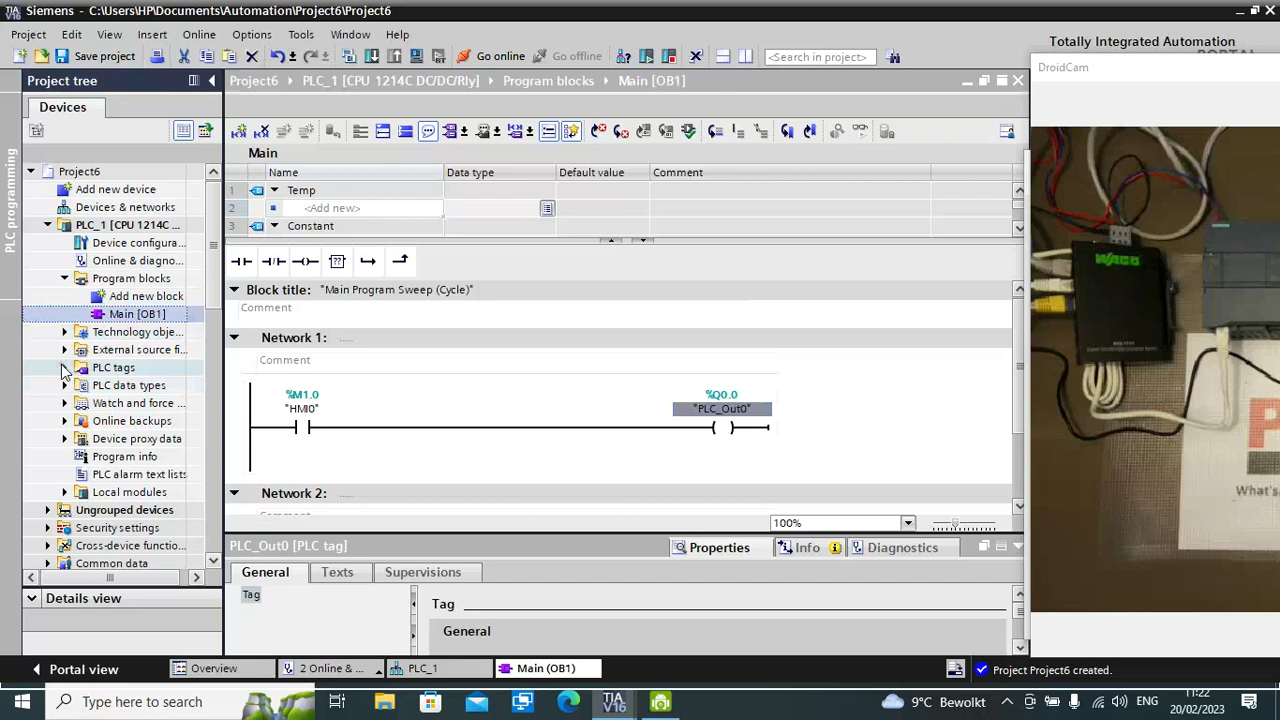 Siemens - C:\Users\HP\Documents\Automation\Project6\Project6
Project Edit View Insert Online Options Tools Window Help
Totally Integrated Automation
Save project
Go online
Go offline
<Search in project>
Project tree
Project6 PLC_1 [CPU 1214C DC/DC/Rly] Program blocks Main [OB1]
DroidCam
Devices
PLC programming
Main
Name Data type Default value Comment
1 Temp
2 <Add new>
3 Constant
Project6
Add new device
Devices & networks
PLC_1 [CPU 1214C ...
Device configura...
Online & diagno...
Program blocks
Add new block
Main [OB1]
Technology obje...
External source fi...
PLC tags
PLC data types
Watch and force ...
Online backups
Device proxy data
Program info
PLC alarm text lists
Local modules
Ungrouped devices
Security settings
Cross-device functio...
Common data
Details view
??
Block title: "Main Program Sweep (Cycle)"
Comment
Network 1: .....
Comment
%M1.0
"HMI0"
%Q0.0
"PLC_Out0"
Network 2: .....
100%
WAGO
What's
PLC_Out0 [PLC tag]
Properties Info Diagnostics
General Texts Supervisions
Tag
Tag
General
Portal view
Overview
2 Online & ...
PLC_1
Main (OB1)
Project Project6 created.
Type here to search
TIA V16
9°C Bewolkt
ENG
11:22
20/02/2023